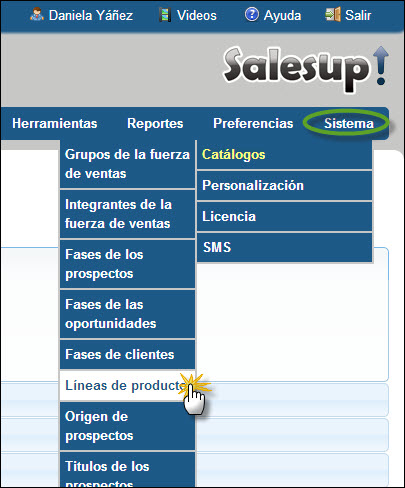 Daniela Yáñez Videos Ayuda Salir
Salesup!
Herramientas Reportes Preferencias Sistema
Catálogos
Personalización
Licencia
SMS
Grupos de la fuerza
de ventas
Integrantes de la
fuerza de ventas
Fases de los
prospectos
Fases de las
oportunidades
Fases de clientes
Líneas de producto
Origen de
prospectos
Titulos de los
prospectos